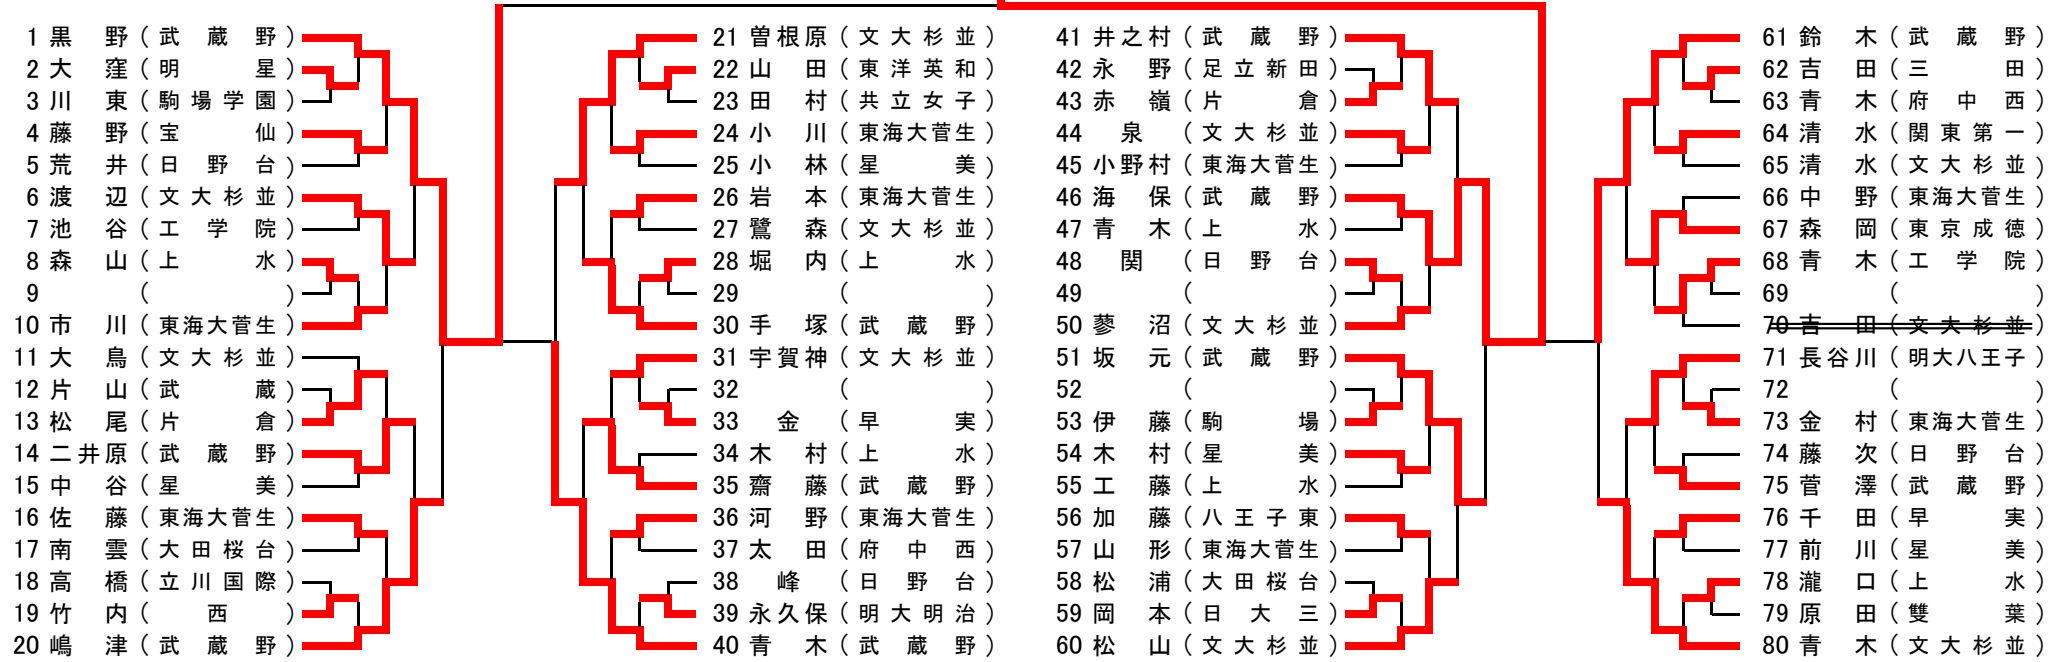 1 黒野 (武蔵野)
2 大窪 (明星)
3 川東 (駒場学園)
4 藤野 (宝仙)
5 荒井 (日野台)
6 渡辺 (文大杉並)
7 池谷 (工学院)
8 森山 (上水)
9 ( )
10 市川 (東海大菅生)
11 大鳥 (文大杉並)
12 片山 (武蔵)
13 松尾 (片倉)
14 二井原 (武蔵野)
15 中谷 (星美)
16 佐藤 (東海大菅生)
17 南雲 (大田桜台)
18 高橋 (立川国際)
19 竹内 (西)
20 嶋津 (武蔵野)
21 曽根原 (文大杉並)
22 山田 (東洋英和)
23 田村 (共立女子)
24 小川 (東海大菅生)
25 小林 (星美)
26 岩本 (東海大菅生)
27 鷺森 (文大杉並)
28 堀内 (上水)
29 ( )
30 手塚 (武蔵野)
31 宇賀神 (文大杉並)
32 ( )
33 金 (早実)
34 木村 (上水)
35 齋藤 (武蔵野)
36 河野 (東海大菅生)
37 太田 (府中西)
38 峰 (日野台)
39 永久保 (明大明治)
40 青木 (武蔵野)
41 井之村 (武蔵野)
42 永野 (足立新田)
43 赤嶺 (片倉)
44 泉 (文大杉並)
45 小野村 (東海大菅生)
46 海保 (武蔵野)
47 青木 (上水)
48 関 (日野台)
49 ( )
50 蓼沼 (文大杉並)
51 坂元 (武蔵野)
52 ( )
53 伊藤 (駒場)
54 木村 (星美)
55 工藤 (上水)
56 加藤 (八王子東)
57 山形 (東海大菅生)
58 松浦 (大田桜台)
59 岡本 (日大三)
60 松山 (文大杉並)
61 鈴木 (武蔵野)
62 吉田 (三田)
63 青木 (府中西)
64 清水 (関東第一)
65 清水 (文大杉並)
66 中野 (東海大菅生)
67 森岡 (東京成徳)
68 青木 (工学院)
69 ( )
70 吉田 (文大杉並)
71 長谷川 (明大八王子)
72 ( )
73 金村 (東海大菅生)
74 藤次 (日野台)
75 菅澤 (武蔵野)
76 千田 (早実)
77 前川 (星美)
78 瀧口 (上水)
79 原田 (雙葉)
80 青木 (文大杉並)